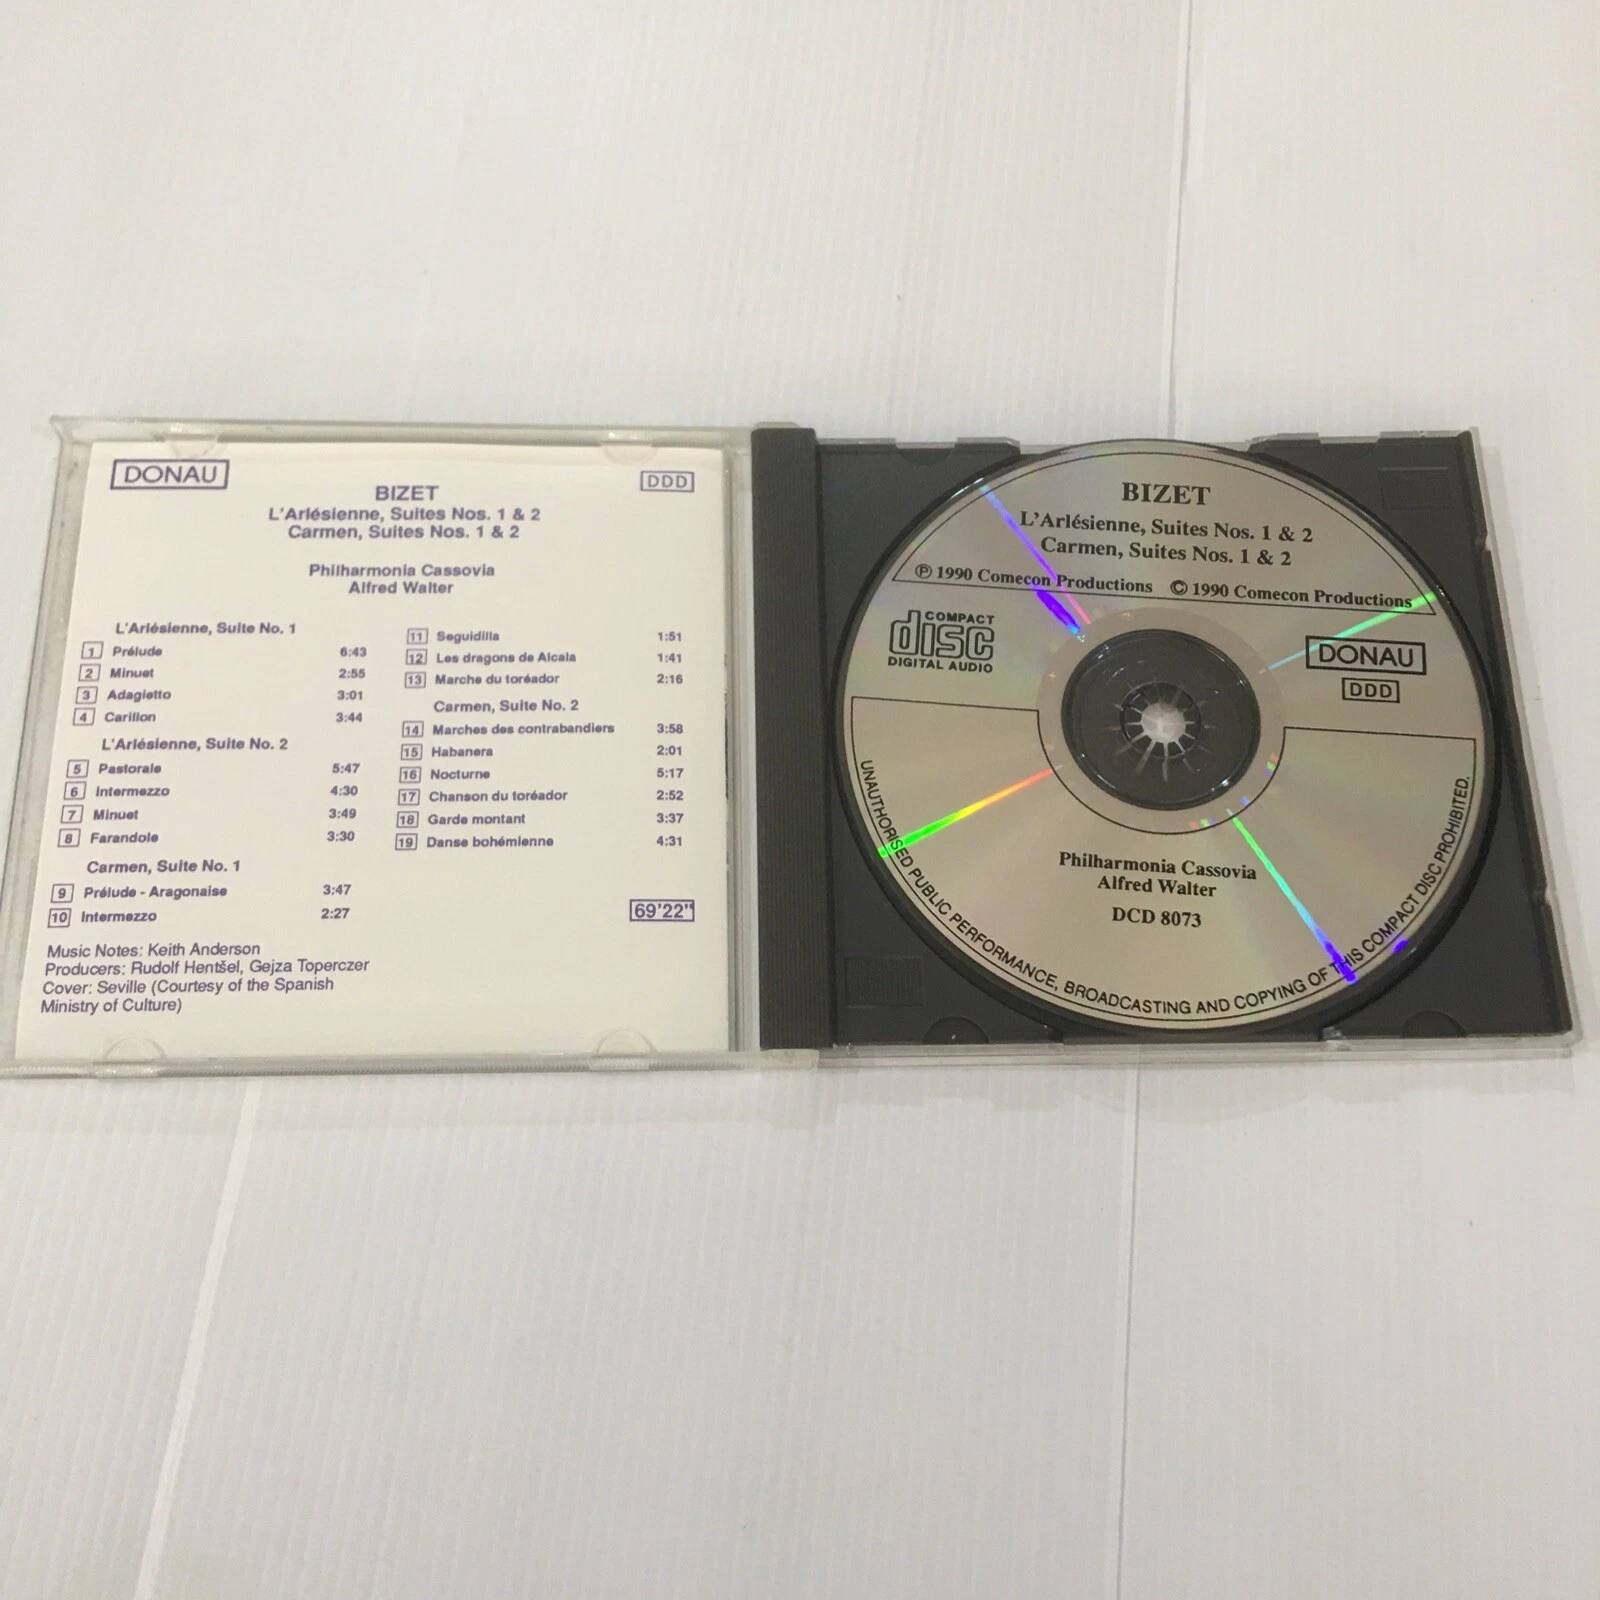 DONAU
DDD
BIZET
L'Arlésienne, Suites Nos. 1 & 2
Carmen, Suites Nos. 1 & 2
Philharmonia Cassovia
Alfred Walter
L'Arlésienne, Suite No. 1
1 Prélude 6:43
2 Minuet 2:55
3 Adagietto 3:01
4 Carillon 3:44
L'Arlésienne, Suite No. 2
5 Pastorale 5:47
6 Intermezzo 4:30
7 Minuet 3:49
8 Farandole 3:30
Carmen, Suite No. 1
9 Prélude - Aragonaise 3:47
10 Intermezzo 2:27
11 Seguidilla 1:51
12 Les dragons de Alcala 1:41
13 Marche du toréador 2:16
Carmen, Suite No. 2
14 Marches des contrabandiers 3:58
15 Habanera 2:01
16 Nocturne 5:17
17 Chanson du toréador 2:52
18 Garde montant 3:37
19 Danse bohémienne 4:31
69'22"
Music Notes: Keith Anderson
Producers: Rudolf Hentšel, Gejza Toperczer
Cover: Seville (Courtesy of the Spanish
Ministry of Culture)
BIZET
L'Arlésienne, Suites Nos. 1 & 2
Carmen, Suites Nos. 1 & 2
℗ 1990 Comecon Productions © 1990 Comecon Productions
COMPACT
disc
DIGITAL AUDIO
DONAU
DDD
Philharmonia Cassovia
Alfred Walter
DCD 8073
UNAUTHORISED PUBLIC PERFORMANCE, BROADCASTING AND COPYING OF THIS COMPACT DISC PROHIBITED.